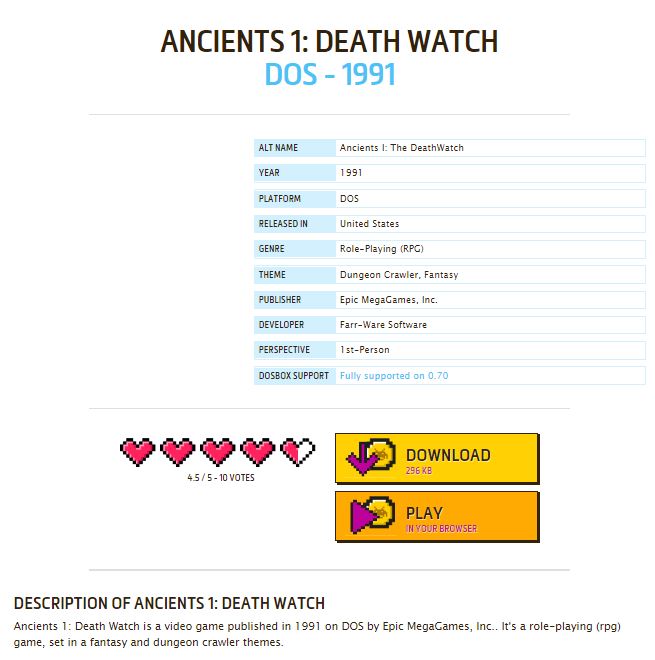 ANCIENTS 1: DEATH WATCH
DOS - 1991
ALT NAME Ancients I: The DeathWatch
YEAR 1991
PLATFORM DOS
RELEASED IN United States
GENRE Role-Playing (RPG)
THEME Dungeon Crawler, Fantasy
PUBLISHER Epic MegaGames, Inc.
DEVELOPER Farr-Ware Software
PERSPECTIVE 1st-Person
DOSBOX SUPPORT Fully supported on 0.70
4.5 / 5 - 10 VOTES
DOWNLOAD
296 KB
PLAY
IN YOUR BROWSER
DESCRIPTION OF ANCIENTS 1: DEATH WATCH
Ancients 1: Death Watch is a video game published in 1991 on DOS by Epic MegaGames, Inc.. It's a role-playing (rpg)
game, set in a fantasy and dungeon crawler themes.